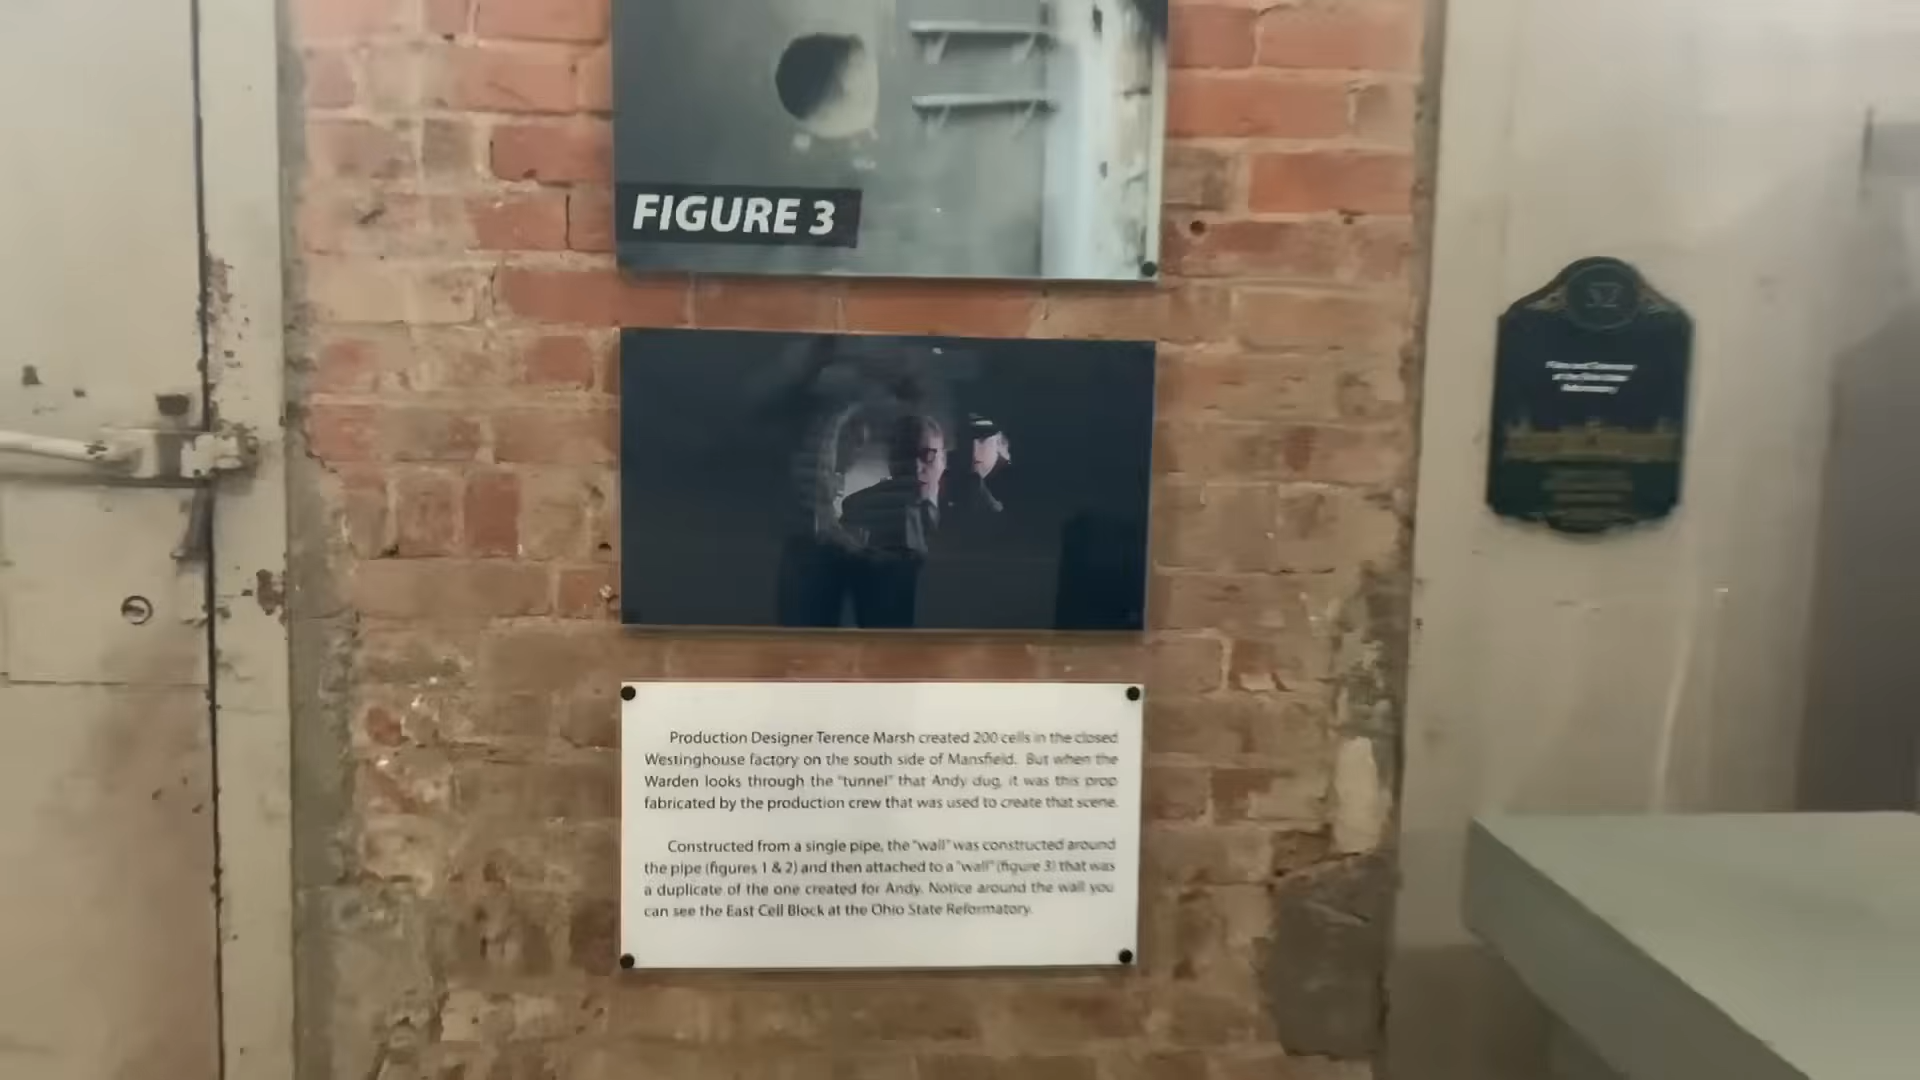 FIGURE 3
32
Production Designer Terence Marsh created 200 cells in the closed
Westinghouse factory on the south side of Mansfield. But when the
Warden looks through the "tunnel" that Andy dug, it was this prop
fabricated by the production crew that was used to create that scene.
Constructed from a single pipe, the "wall" was constructed around
the pipe (figures 1 & 2) and then attached to a "wall" (figure 3) that was
a duplicate of the one created for Andy. Notice around the wall you
can see the East Cell Block at the Ohio State Reformatory.